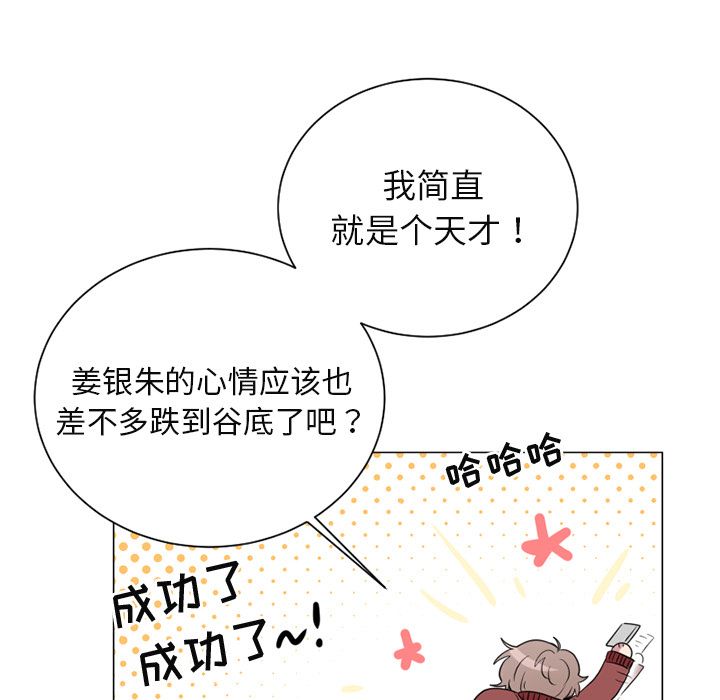 我简直
就是个天才！
姜银朱的心情应该也
差不多跌到谷底了吧？
哈哈哈
成功了
成功了~!